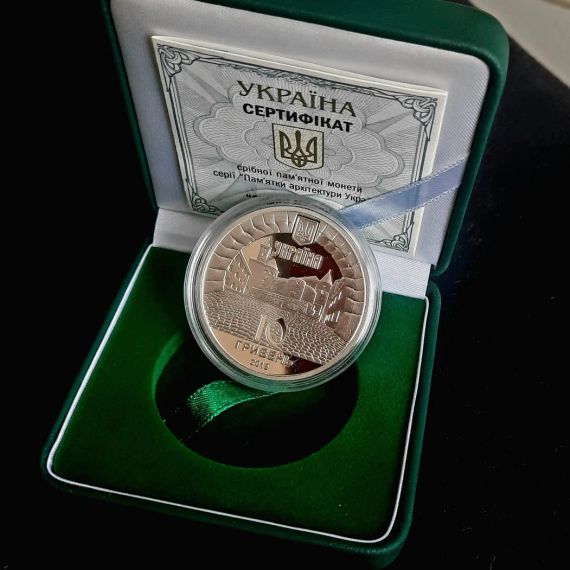 УКРАЇНА
СЕРТИФІКАТ
срібної пам'ятної монети
серії "Пам'ятки архітектури Укра
україна
10
ГРИВЕНЬ